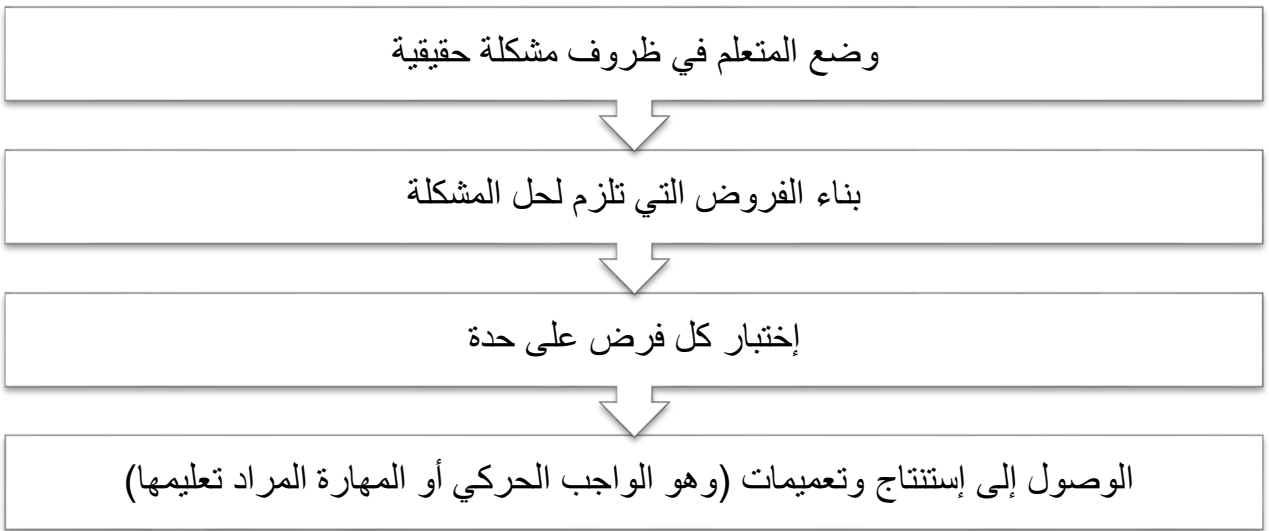 وضع المتعلم في ظروف مشكلة حقيقية
بناء الفروض التي تلزم لحل المشكلة
إختبار كل فرض على حدة
الوصول إلى إستنتاج وتعميمات (وهو الواجب الحركي أو المهارة المراد تعليمها)